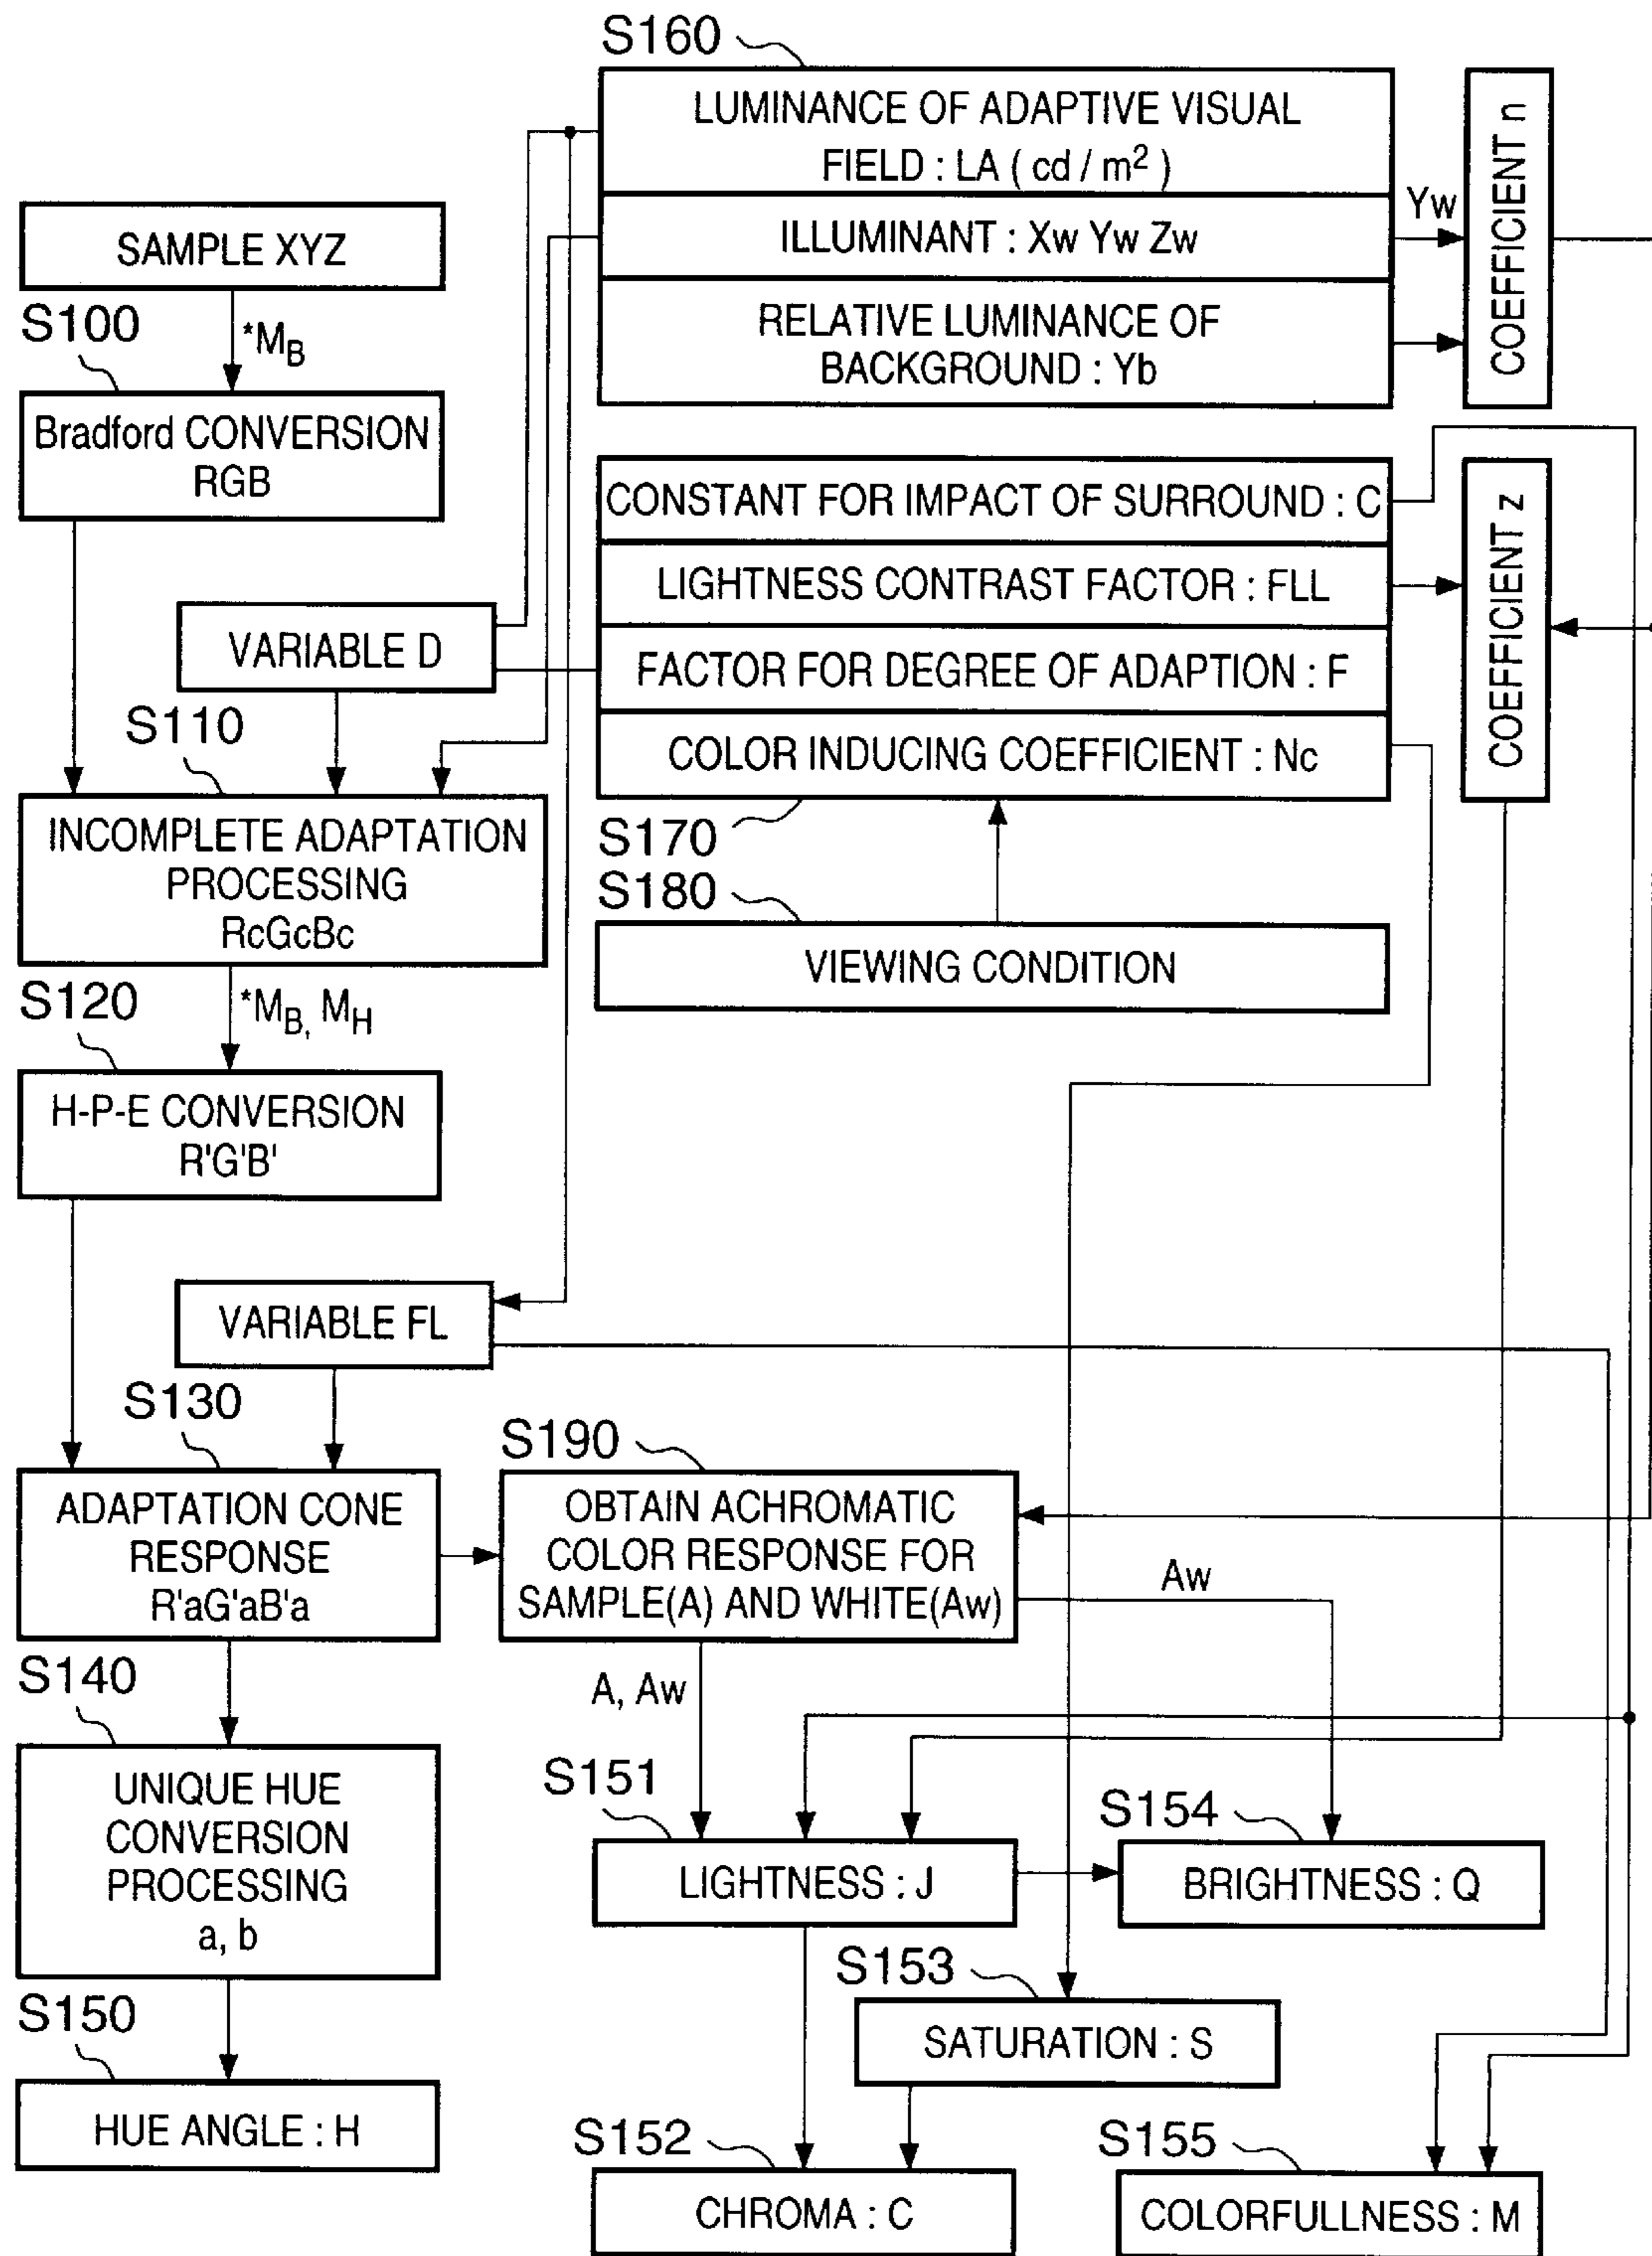 S160
LUMINANCE OF ADAPTIVE VISUAL
FIELD : LA ( cd / m² )
ILLUMINANT : Xw Yw Zw
RELATIVE LUMINANCE OF
BACKGROUND : Yb
Yw
COEFFICIENT n
SAMPLE XYZ
S100
*MB
Bradford CONVERSION
RGB
CONSTANT FOR IMPACT OF SURROUND : C
LIGHTNESS CONTRAST FACTOR : FLL
FACTOR FOR DEGREE OF ADAPTION : F
COLOR INDUCING COEFFICIENT : Nc
COEFFICIENT z
VARIABLE D
S110
INCOMPLETE ADAPTATION
PROCESSING
RcGcBc
S170
S180
VIEWING CONDITION
S120
*MB, MH
H-P-E CONVERSION
R'G'B'
VARIABLE FL
S130
ADAPTATION CONE
RESPONSE
R'aG'aB'a
S190
OBTAIN ACHROMATIC
COLOR RESPONSE FOR
SAMPLE(A) AND WHITE(Aw)
Aw
A, Aw
S140
UNIQUE HUE
CONVERSION
PROCESSING
a, b
S151
LIGHTNESS : J
S154
BRIGHTNESS : Q
S153
SATURATION : S
S150
HUE ANGLE : H
S152
CHROMA : C
S155
COLORFULLNESS : M